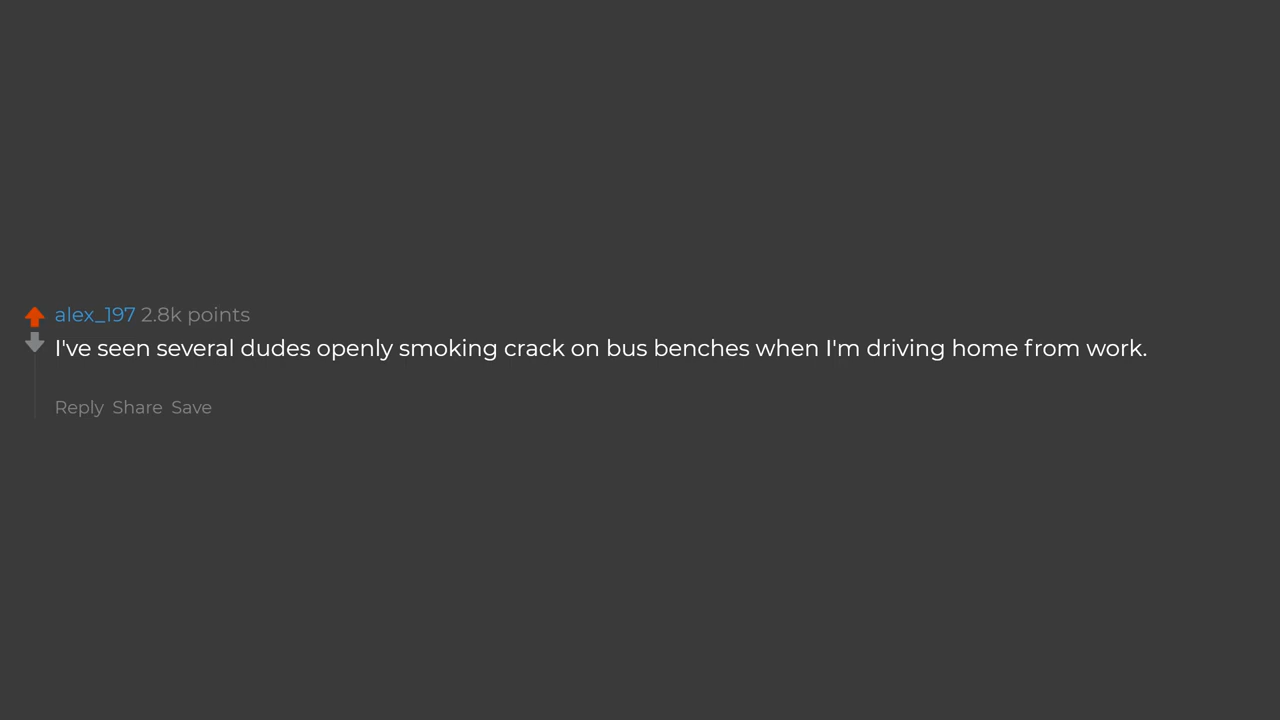 alex_197 2.8k points
I've seen several dudes openly smoking crack on bus benches when I'm driving home from work.
Reply Share Save